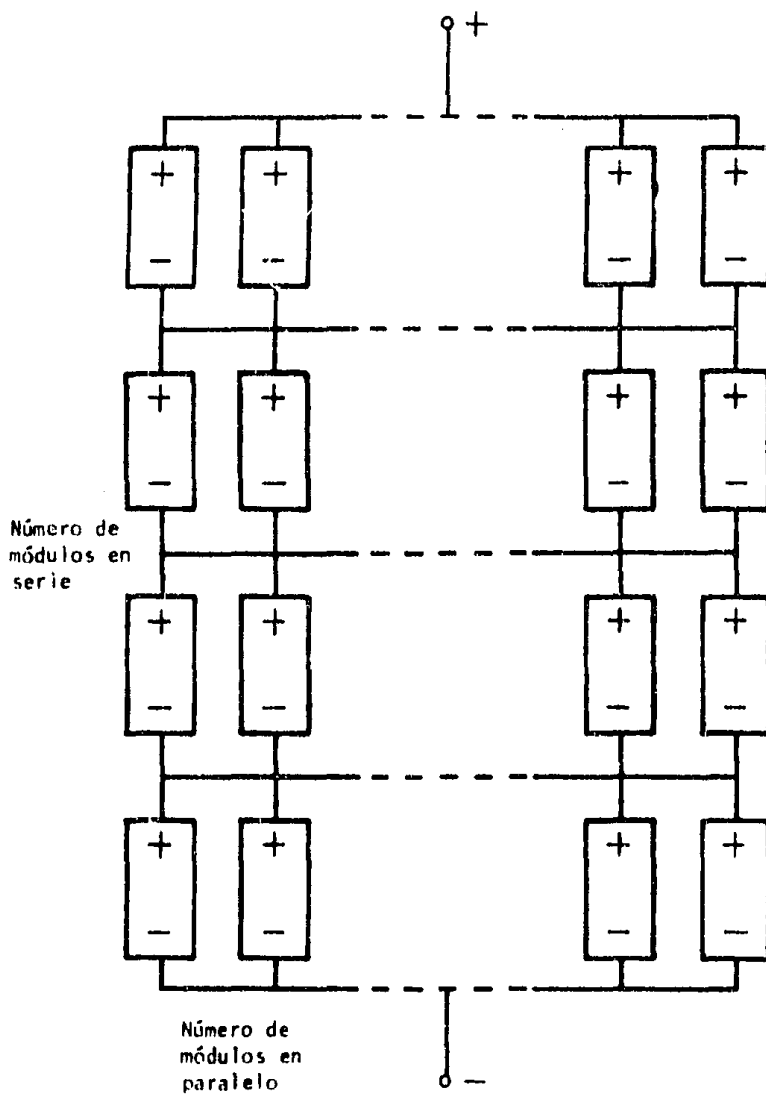 +
+ + + +
- - - -
+ + + +
- - - -
Número de
módulos en
serie
+ + + +
- - - -
+ + + +
- - - -
Número de
módulos en
paralelo
-